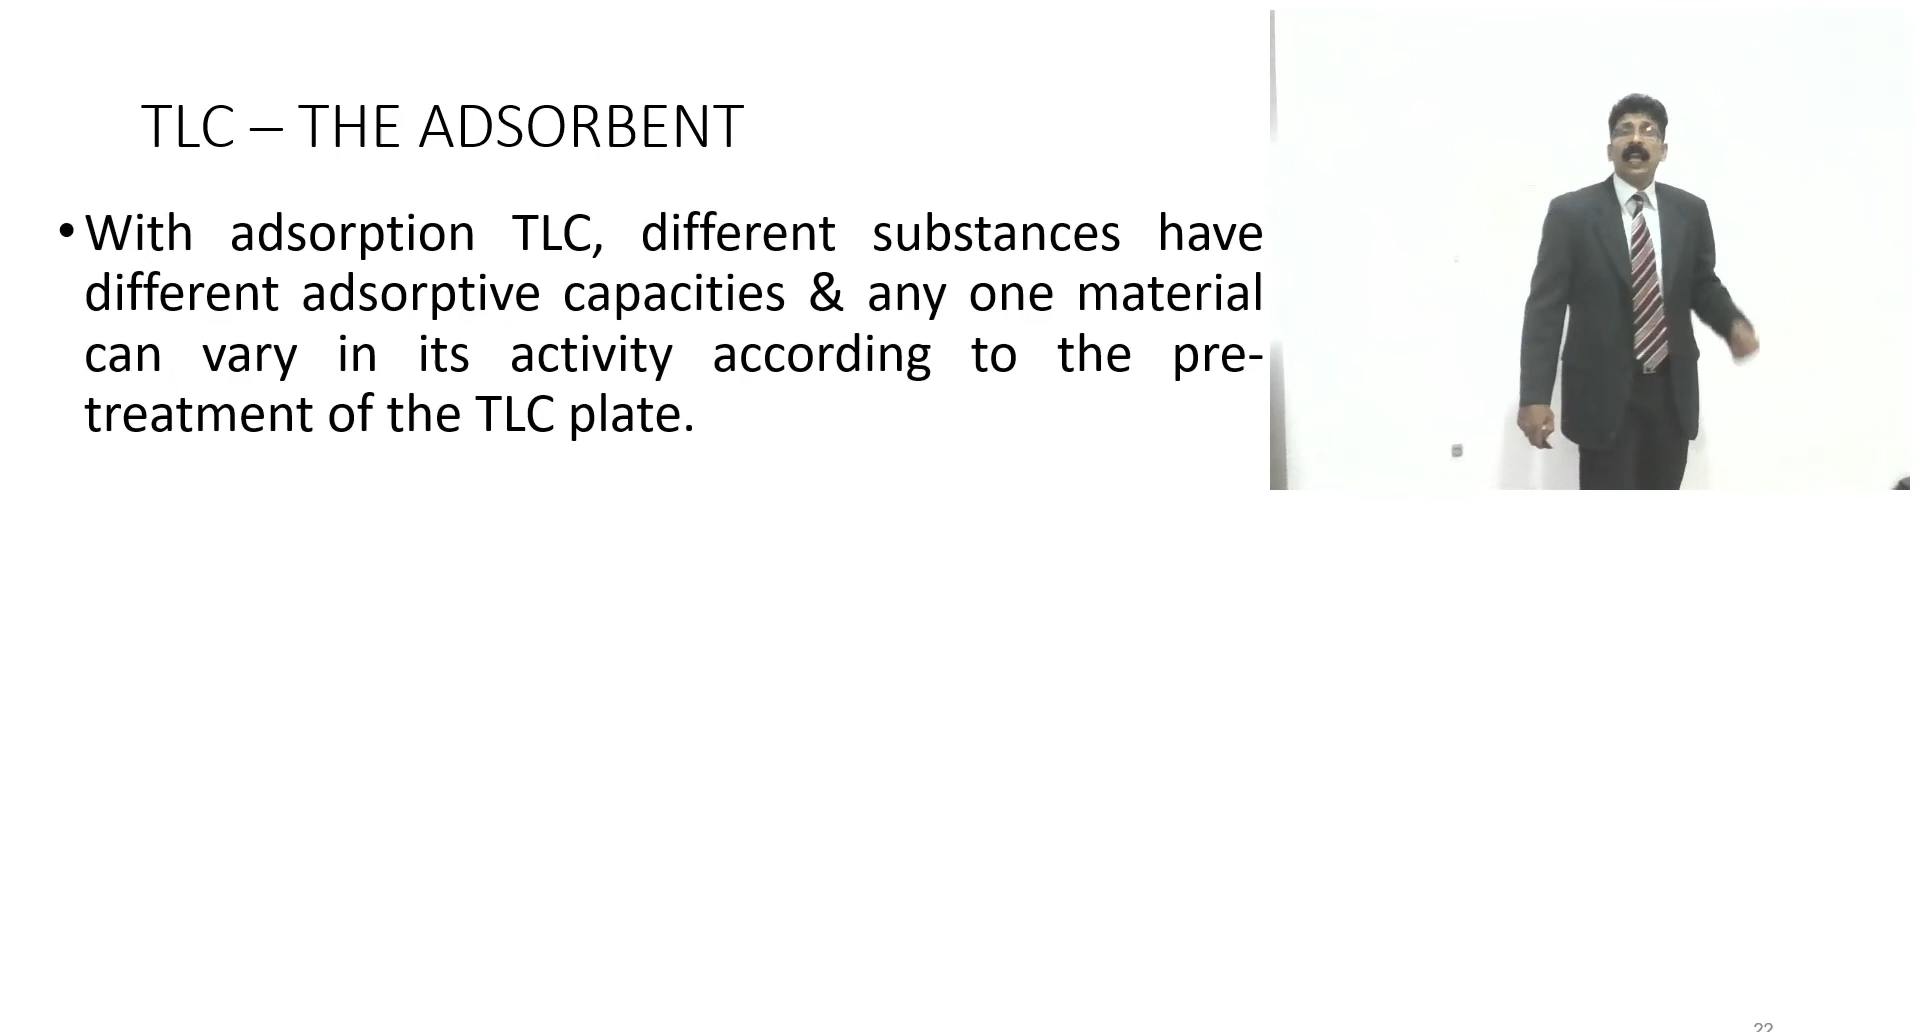 TLC – THE ADSORBENT
•With adsorption TLC, different substances have
different adsorptive capacities & any one material
can vary in its activity according to the pre-
treatment of the TLC plate.
22